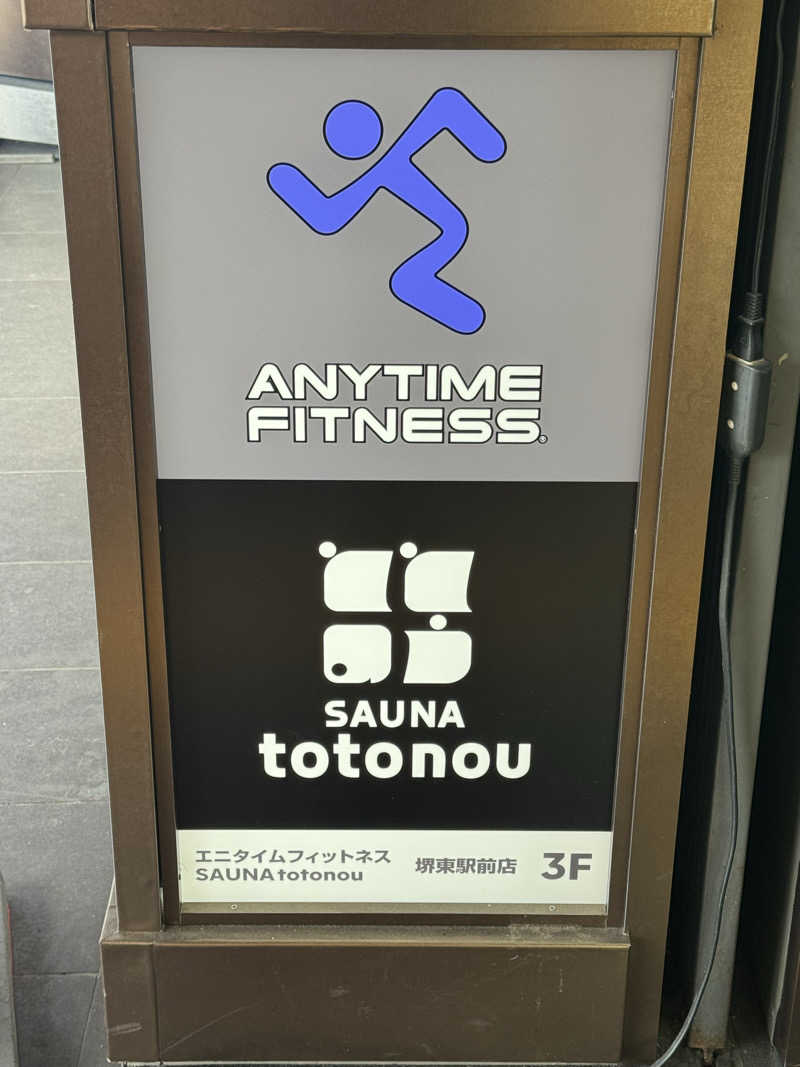 ANYTIME
FITNESS®
SAUNA
totonou
エニタイムフィットネス
SAUNA totonou
堺東駅前店 3F